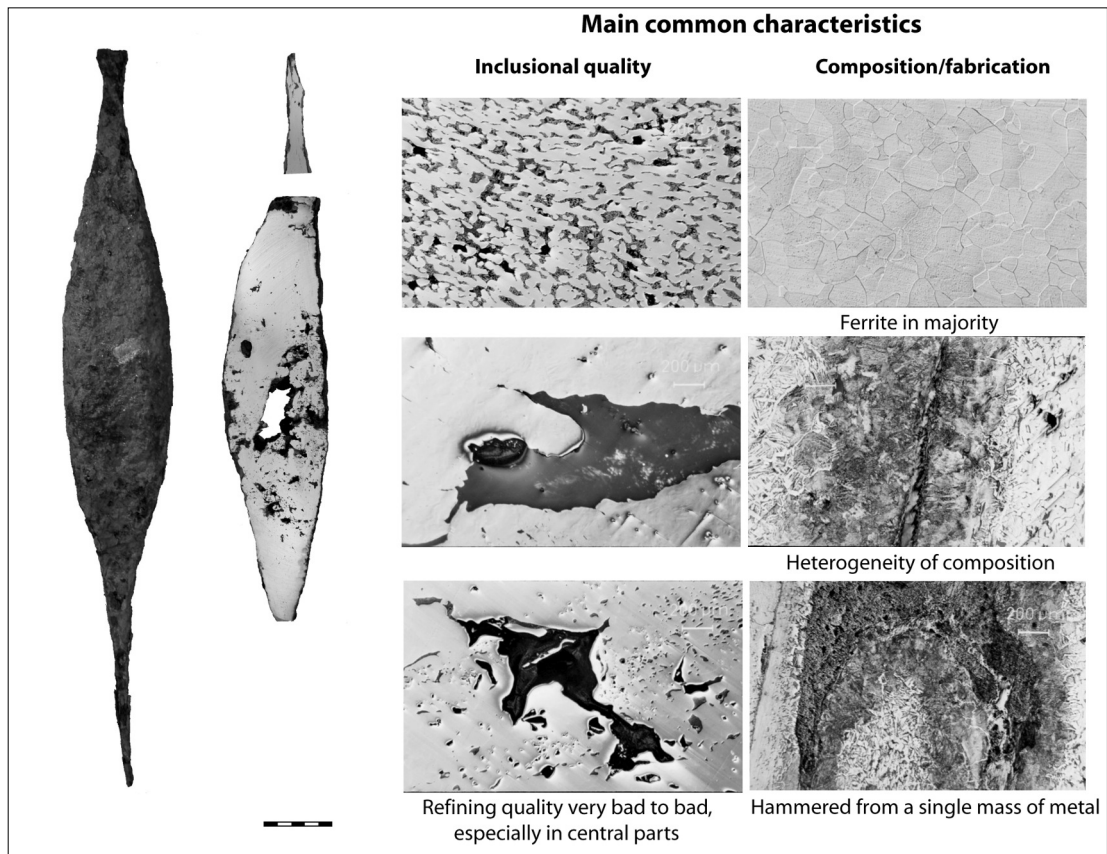 Main common characteristics
Inclusional quality
Composition/fabrication
Ferrite in majority
200 µm
Heterogeneity of composition
200 µm
Refining quality very bad to bad,
especially in central parts
Hammered from a single mass of metal